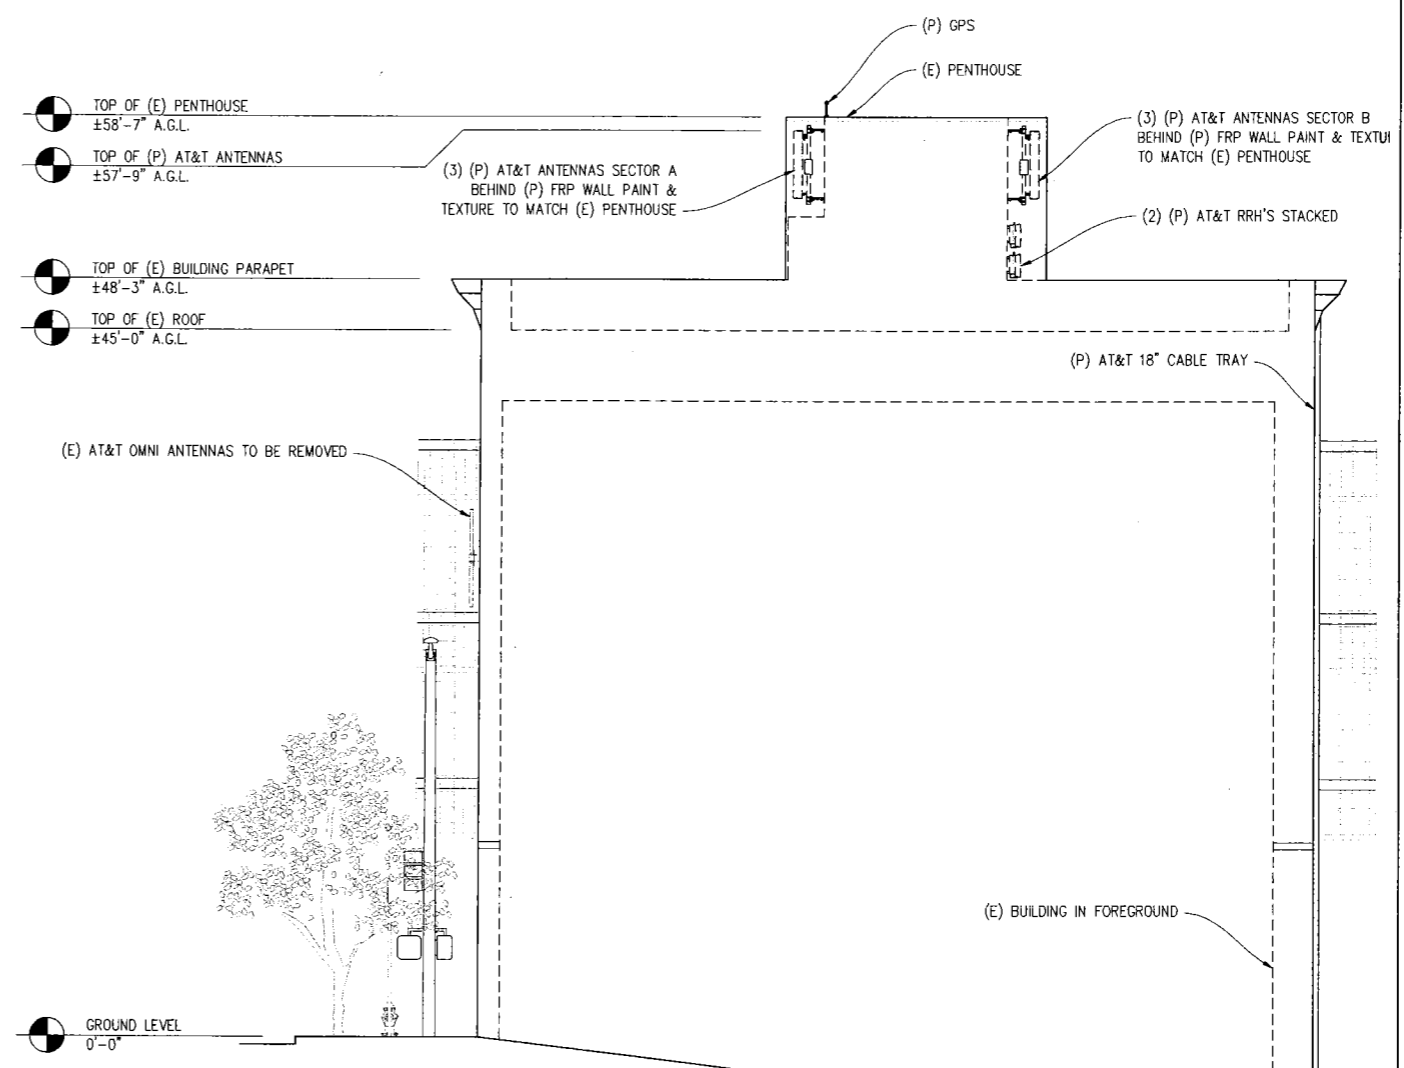 (P) GPS
(E) PENTHOUSE
TOP OF (E) PENTHOUSE
±58'-7" A.G.L.
TOP OF (P) AT&T ANTENNAS
±57'-9" A.G.L.
(3) (P) AT&T ANTENNAS SECTOR A
BEHIND (P) FRP WALL PAINT &
TEXTURE TO MATCH (E) PENTHOUSE
(3) (P) AT&T ANTENNAS SECTOR B
BEHIND (P) FRP WALL PAINT & TEXTU
TO MATCH (E) PENTHOUSE
(2) (P) AT&T RRH'S STACKED
TOP OF (E) BUILDING PARAPET
±48'-3" A.G.L.
TOP OF (E) ROOF
±45'-0" A.G.L.
(P) AT&T 18" CABLE TRAY
(E) AT&T OMNI ANTENNAS TO BE REMOVED
(E) BUILDING IN FOREGROUND
GROUND LEVEL
0'-0"